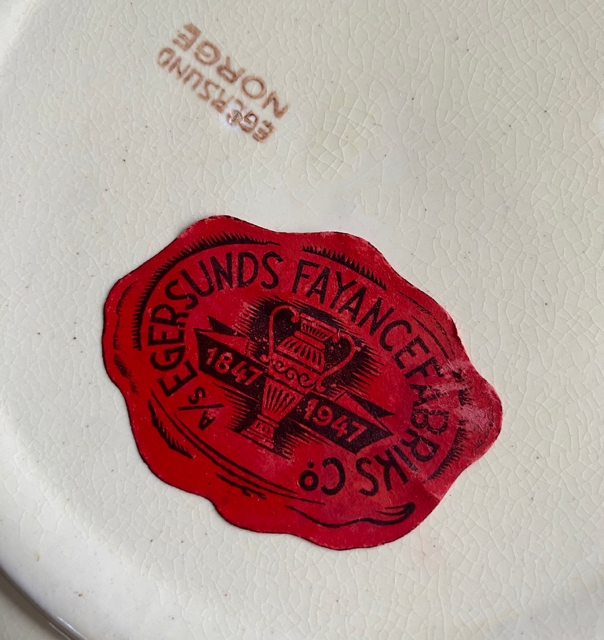 EGERSUND
NORGE
A/S EGERSUNDS FAYANCEFABRIKS Co
1847
1947